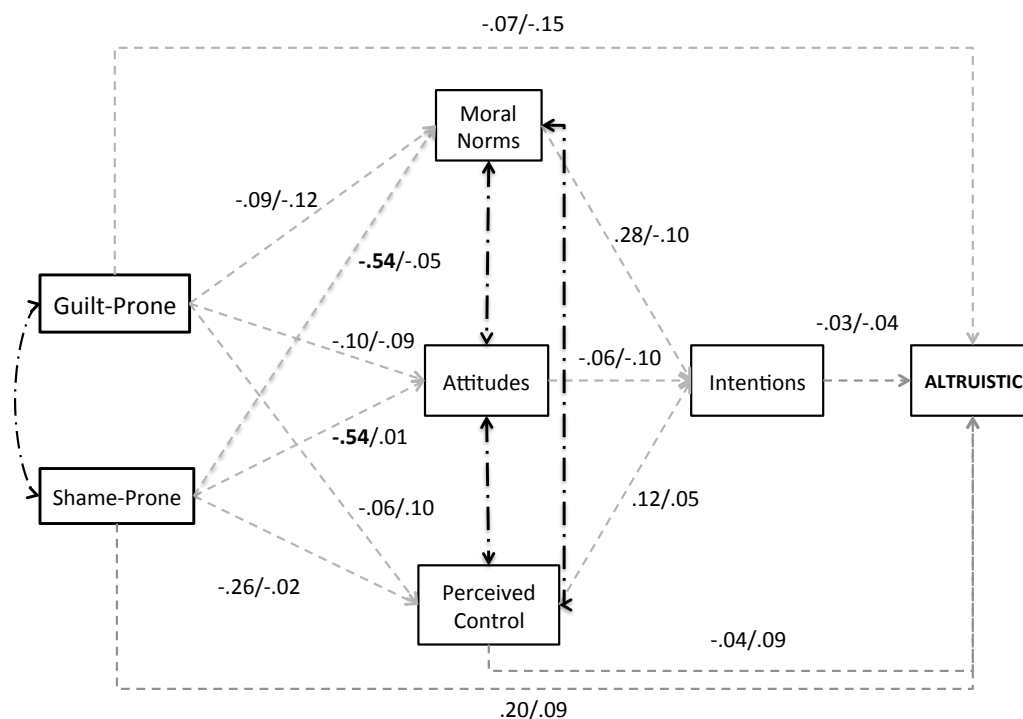 -.07/-.15
Moral
Norms
-.09/-.12
.28/-.10
-.54/-.05
Guilt-Prone
-.03/-.04
-.10/-.09
-.06/-.10
Attitudes
Intentions
ALTRUISTIC
-.54/.01
Shame-Prone
-.06/.10
.12/.05
-.26/-.02
Perceived
Control
-.04/.09
.20/.09